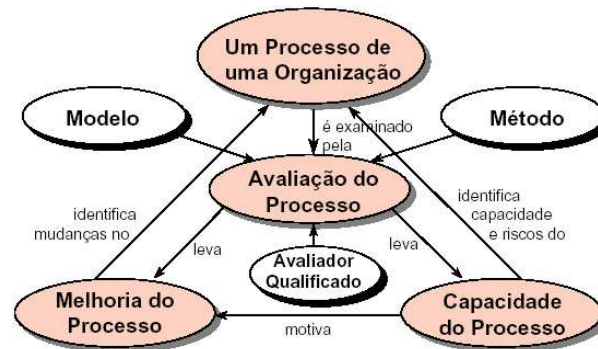 Um Processo de
uma Organização
Modelo
Método
é examinado
pela
Avaliação do
Processo
identifica
mudanças no
identifica
capacidade
e riscos do
leva
leva
Avaliador
Qualificado
Melhoria do
Processo
motiva
Capacidade
do Processo